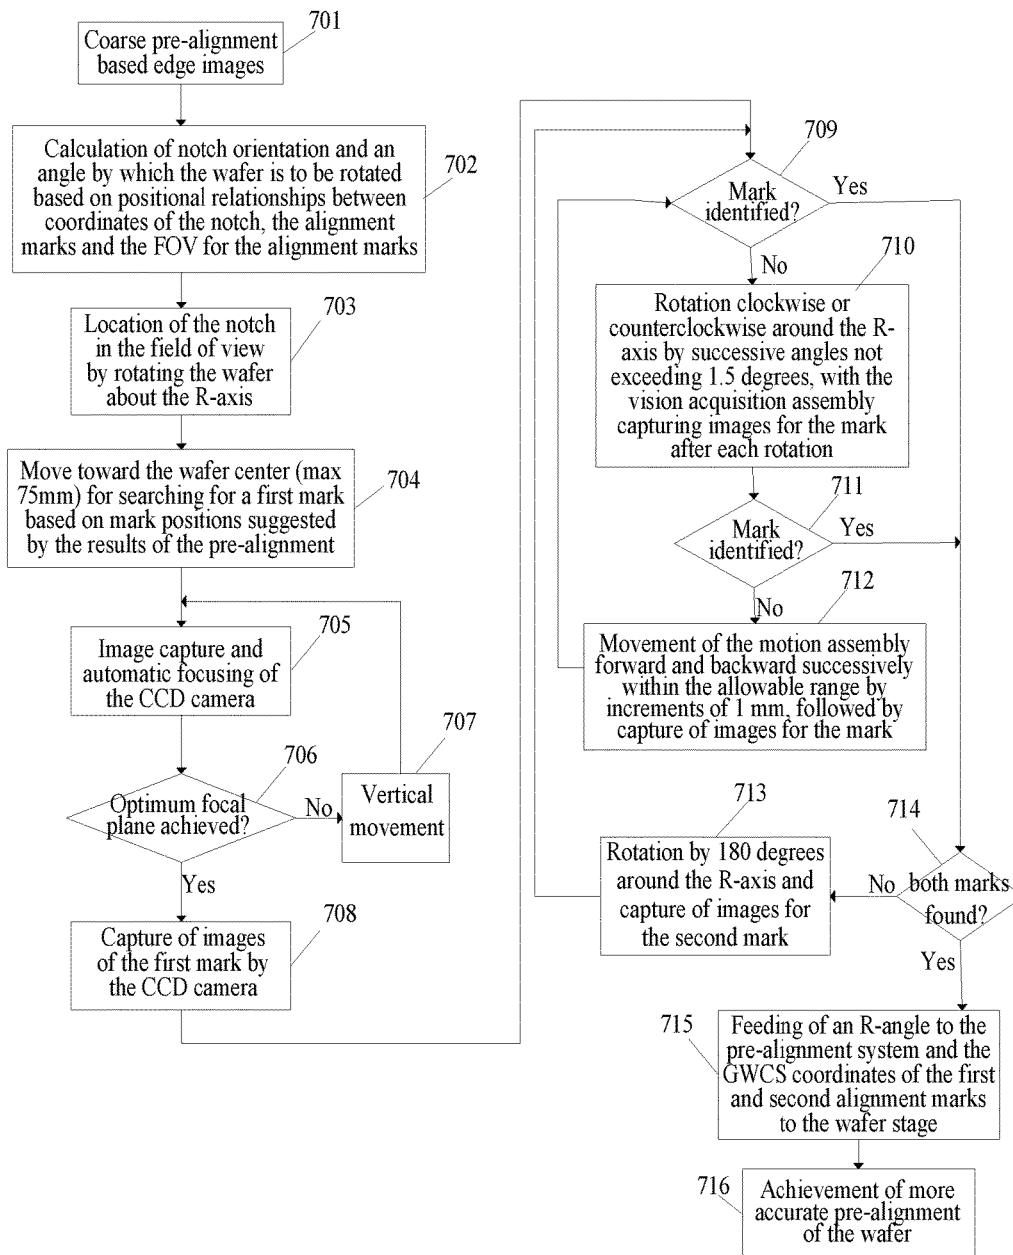 701
Coarse pre-alignment
based edge images
702
Calculation of notch orientation and an
angle by which the wafer is to be rotated
based on positional relationships between
coordinates of the notch, the alignment
marks and the FOV for the alignment marks
703
Location of the notch
in the field of view
by rotating the wafer
about the R-axis
704
Move toward the wafer center (max
75mm) for searching for a first mark
based on mark positions suggested
by the results of the pre-alignment
705
Image capture and
automatic focusing of
the CCD camera
706
Optimum focal
plane achieved?
No
707
Vertical
movement
Yes
708
Capture of images
of the first mark by
the CCD camera
709
Mark
identified?
Yes
No
710
Rotation clockwise or
counterclockwise around the R-
axis by successive angles not
exceeding 1.5 degrees, with the
vision acquisition assembly
capturing images for the mark
after each rotation
711
Mark
identified?
Yes
No
712
Movement of the motion assembly
forward and backward successively
within the allowable range by
increments of 1 mm, followed by
capture of images for the mark
713
Rotation by 180 degrees
around the R-axis and
capture of images for
the second mark
714
both marks
found?
No
Yes
715
Feeding of an R-angle to the
pre-alignment system and the
GWCS coordinates of the first
and second alignment marks
to the wafer stage
716
Achievement of more
accurate pre-alignment
of the wafer